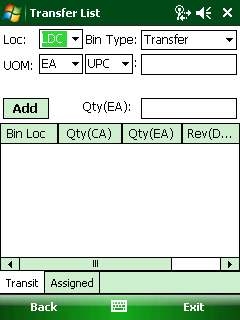 Transfer List
Loc: LDC Bin Type: Transfer
UOM: EA UPC :
Add Qty(EA):
Bin Loc Qty(CA) Qty(EA) Rev(D...
Transit Assigned
Back Exit